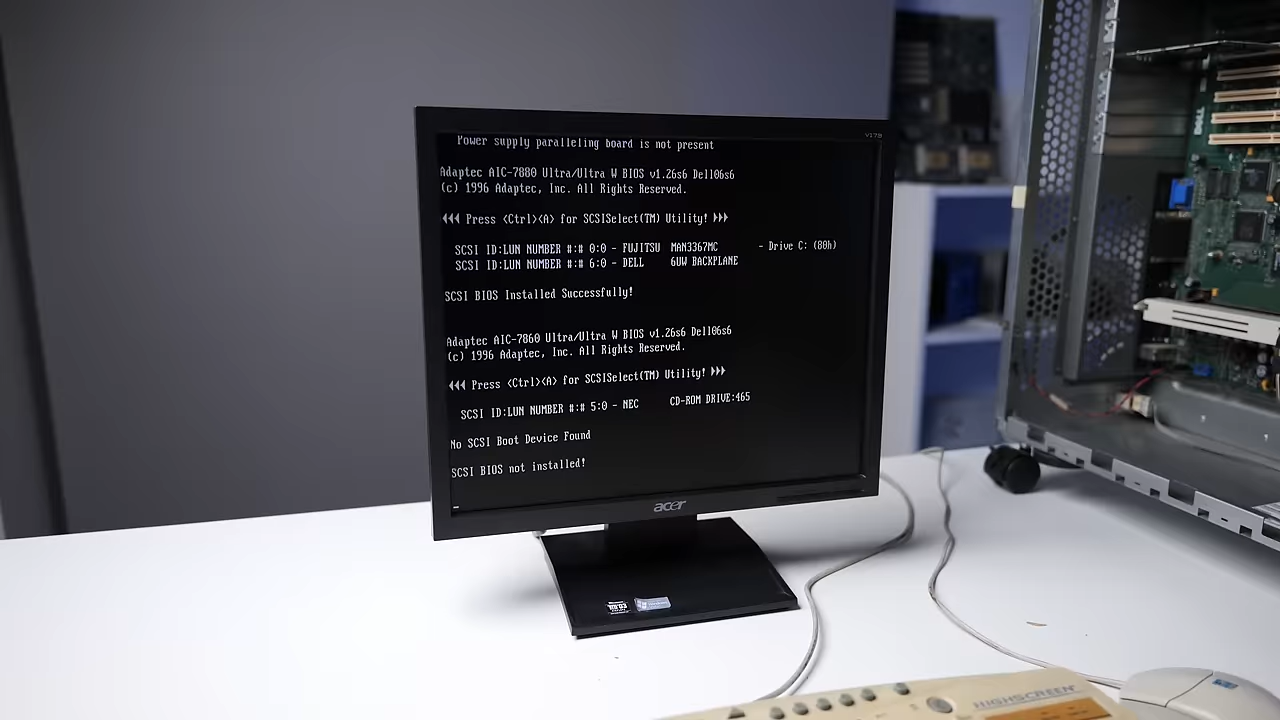 Power supply paralleling board is not present
Adaptec AIC-7880 Ultra/Ultra W BIOS v1.26s6 Dell06s6
(c) 1996 Adaptec, Inc. All Rights Reserved.
Press <Ctrl><A> for SCSISelect(TM) Utility!
SCSI ID:LUN NUMBER #:# 0:0 - FUJITSU MAN3367MC - Drive C: (80h)
SCSI ID:LUN NUMBER #:# 6:0 - DELL 6UW BACKPLANE
SCSI BIOS Installed Successfully!
Adaptec AIC-7860 Ultra/Ultra W BIOS v1.26s6 Dell06s6
(c) 1996 Adaptec, Inc. All Rights Reserved.
Press <Ctrl><A> for SCSISelect(TM) Utility!
SCSI ID:LUN NUMBER #:# 5:0 - NEC CD-ROM DRIVE:465
No SCSI Boot Device Found
SCSI BIOS not installed!
acer
V173
DELL
HIGHSCREEN